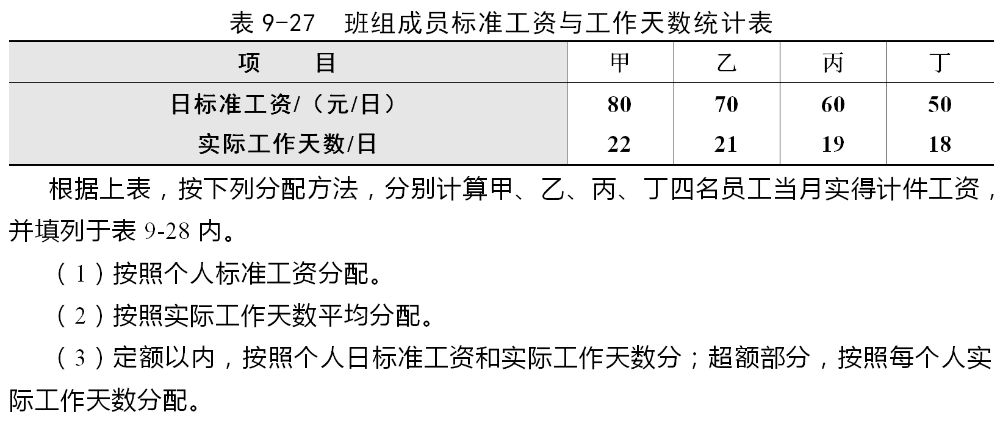 表 9-27 班组成员标准工资与工作天数统计表
项 目 甲 乙 丙 丁
日标准工资/（元/日） 80 70 60 50
实际工作天数/日 22 21 19 18
根据上表，按下列分配方法，分别计算甲、乙、丙、丁四名员工当月实得计件工资，
并填列于表 9-28 内。
（1）按照个人标准工资分配。
（2）按照实际工作天数平均分配。
（3）定额以内，按照个人日标准工资和实际工作天数分；超额部分，按照每个人实
际工作天数分配。